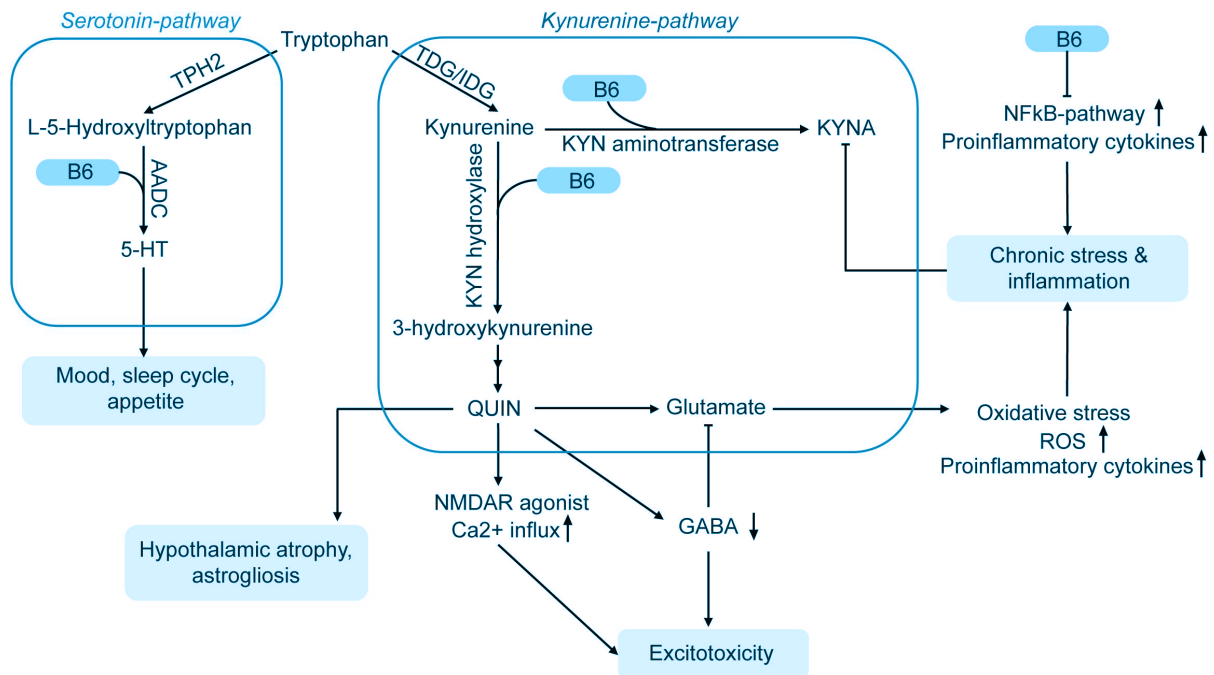 Serotonin-pathway
Kynurenine-pathway
Tryptophan
TPH2
TDG/IDG
B6
B6
L-5-Hydroxyltryptophan
Kynurenine
KYN aminotransferase
KYNA
NFkB-pathway
Proinflammatory cytokines
B6
AADC
KYN hydroxylase
B6
5-HT
Chronic stress &
inflammation
3-hydroxykynurenine
Mood, sleep cycle,
appetite
QUIN
Glutamate
Oxidative stress
ROS
Proinflammatory cytokines
NMDAR agonist
Ca2+ influx
GABA
Hypothalamic atrophy,
astrogliosis
Excitotoxicity